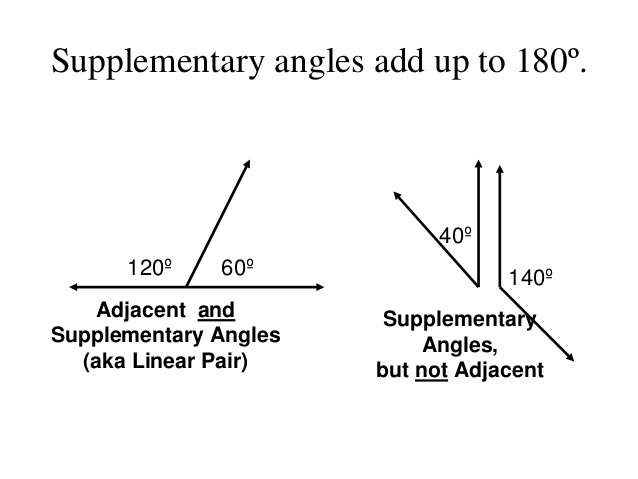 Supplementary angles add up to 180º.
120º 60º
Adjacent and
Supplementary Angles
(aka Linear Pair)
40º
140º
Supplementary
Angles,
but not Adjacent